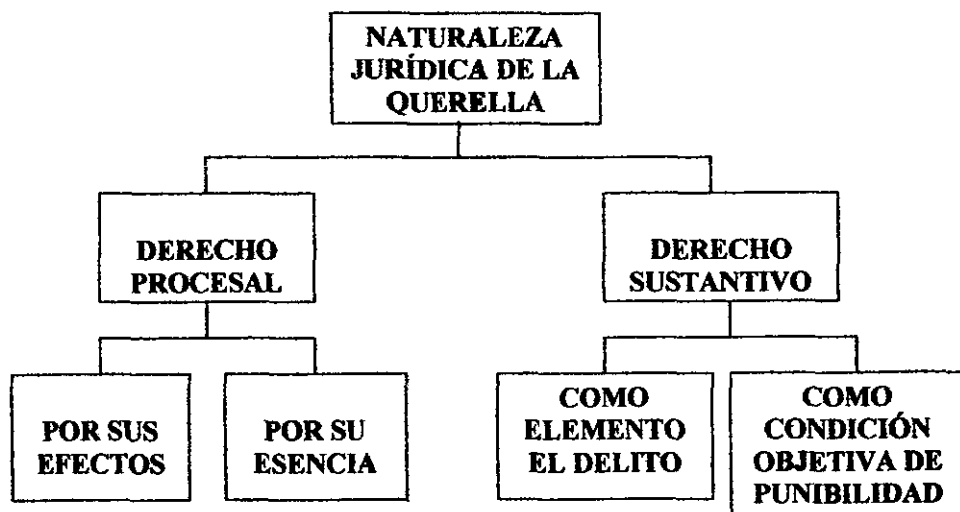 NATURALEZA
JURÍDICA DE LA
QUERELLA
DERECHO
PROCESAL
DERECHO
SUSTANTIVO
POR SUS
EFECTOS
POR SU
ESENCIA
COMO
ELEMENTO
EL DELITO
COMO
CONDICIÓN
OBJETIVA DE
PUNIBILIDAD